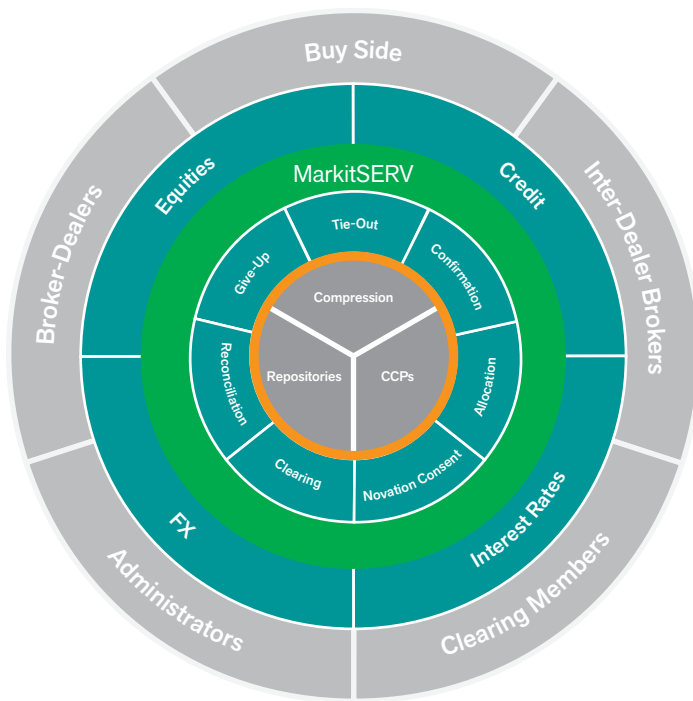 Buy Side
Broker-Dealers
Inter-Dealer Brokers
Equities
Credit
MarkitSERV
Tie-Out
Give-Up
Confirmation
Compression
Repositories
CCPs
Reconciliation
Allocation
Clearing
Novation Consent
FX
Interest Rates
Administrators
Clearing Members